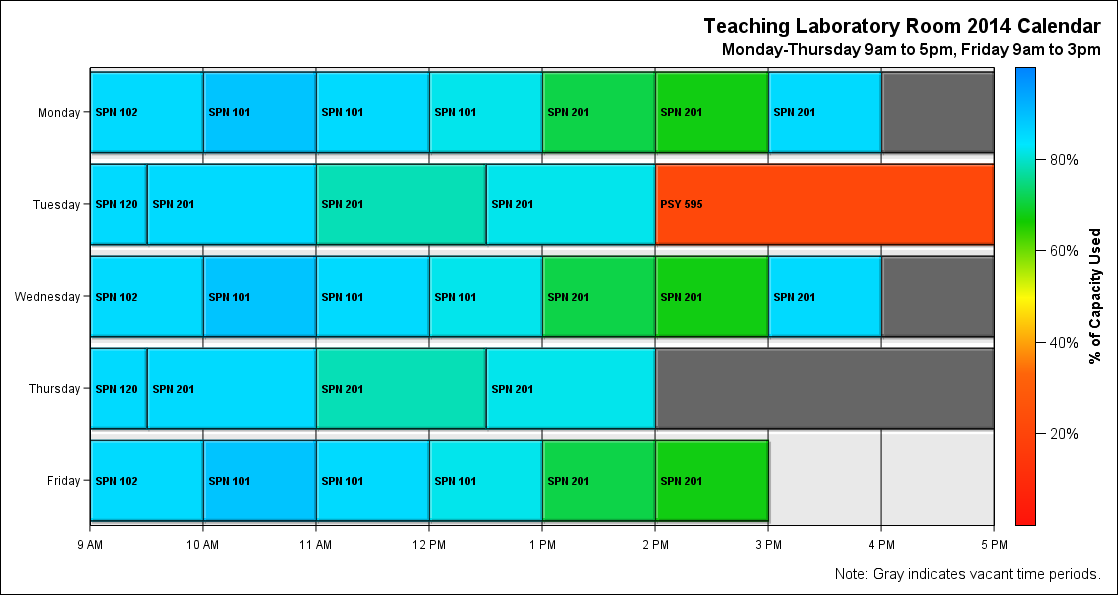 Teaching Laboratory Room 2014 Calendar
Monday-Thursday 9am to 5pm, Friday 9am to 3pm
Monday SPN 102 SPN 101 SPN 101 SPN 101 SPN 201 SPN 201 SPN 201
80%
Tuesday SPN 120 SPN 201 SPN 201 SPN 201 PSY 595
60%
% of Capacity Used
Wednesday SPN 102 SPN 101 SPN 101 SPN 101 SPN 201 SPN 201 SPN 201
40%
Thursday SPN 120 SPN 201 SPN 201 SPN 201
20%
Friday SPN 102 SPN 101 SPN 101 SPN 101 SPN 201 SPN 201
9 AM 10 AM 11 AM 12 PM 1 PM 2 PM 3 PM 4 PM 5 PM
Note: Gray indicates vacant time periods.